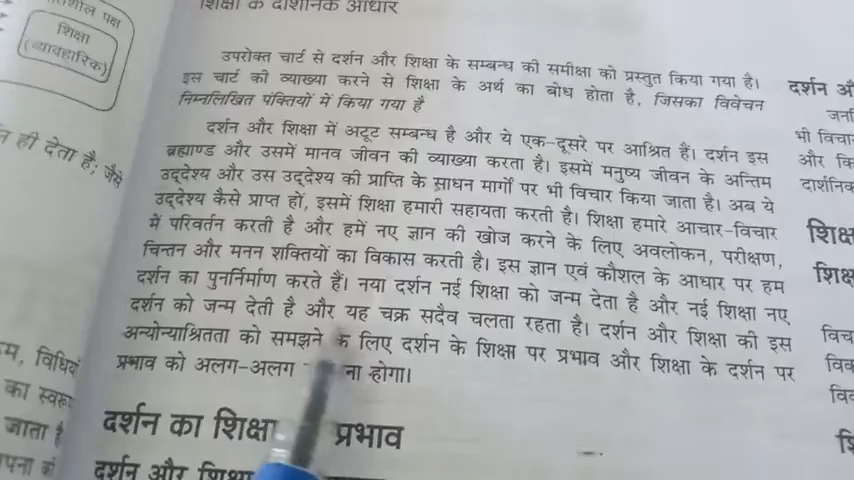 शिक्षा के दार्शनिक आधार
शिक्षा
(व्यावहारिक)
ही देता है; जैसे
उपरोक्त चार्ट से दर्शन और शिक्षा के सम्बन्ध की समीक्षा को प्रस्तुत किया गया है।
इस चार्ट की व्याख्या करने से शिक्षा के अर्थ का बोध होता है, जिसका विवेचन
निम्नलिखित पंक्तियों में किया गया है
दर्शन और शिक्षा में अटूट सम्बन्ध है और ये एक-दूसरे पर आश्रित हैं। दर्शन इस
ब्रह्माण्ड और उसमें मानव जीवन की व्याख्या करता है। इसमें मनुष्य जीवन के अन्तिम
उद्देश्य और उस उद्देश्य की प्राप्ति के साधन मार्गों पर भी विचार किया जाता है। अब ये
उद्देश्य कैसे प्राप्त हों, इसमें शिक्षा हमारी सहायता करती है। शिक्षा हमारे आचार-विचार
में परिवर्तन करती है और हमें नए ज्ञान की खोज करने के लिए अवलोकन, परीक्षण,
चिन्तन और मनन शक्तियों का विकास करती है। इस ज्ञान एवं कौशल के आधार पर हम
दर्शन का पुनर्निर्माण करते हैं। नया दर्शन नई शिक्षा को जन्म देता है और नई शिक्षा नए
दर्शन को जन्म देती है और यह चक्र सदैव चलता रहता है। दर्शन और शिक्षा की इस
अन्योन्याश्रितता को समझने के लिए दर्शन के शिक्षा पर प्रभाव और शिक्षा के दर्शन पर
प्रभाव को अलग-अलग ना होगा।
दर्शन का शिक्षा प्रभाव
दर्शन और शिक्षा
विधियाँ
का
जाता है
दर्शन
भी
और
दार्शनिक